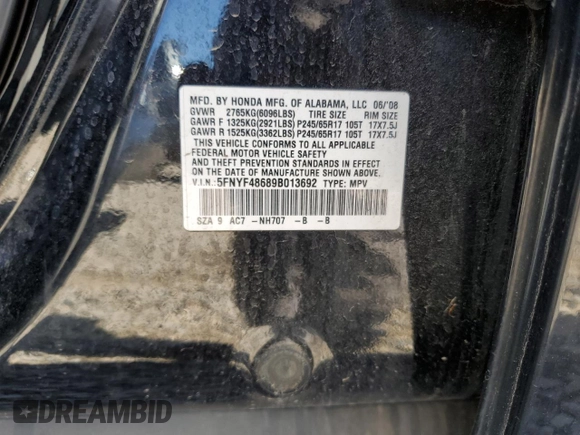 MFD. BY HONDA MFG. OF ALABAMA, LLC 06/'08
GVWR 2765KG(6096LBS) TIRE SIZE RIM SIZE
GAWR F 1325KG(2921LBS) P245/65R17 105T 17X7.5J
GAWR R 1525KG(3362LBS) P245/65R17 105T 17X7.5J
THIS VEHICLE CONFORMS TO ALL APPLICABLE
FEDERAL MOTOR VEHICLE SAFETY
AND THEFT PREVENTION STANDARDS IN EFFECT
ON THE DATE OF MANUFACTURE SHOWN ABOVE.
V.I.N.: 5FNYF48689B013692 TYPE: MPV
SZA 9 AC7 -NH707 -B -B
DREAMBID